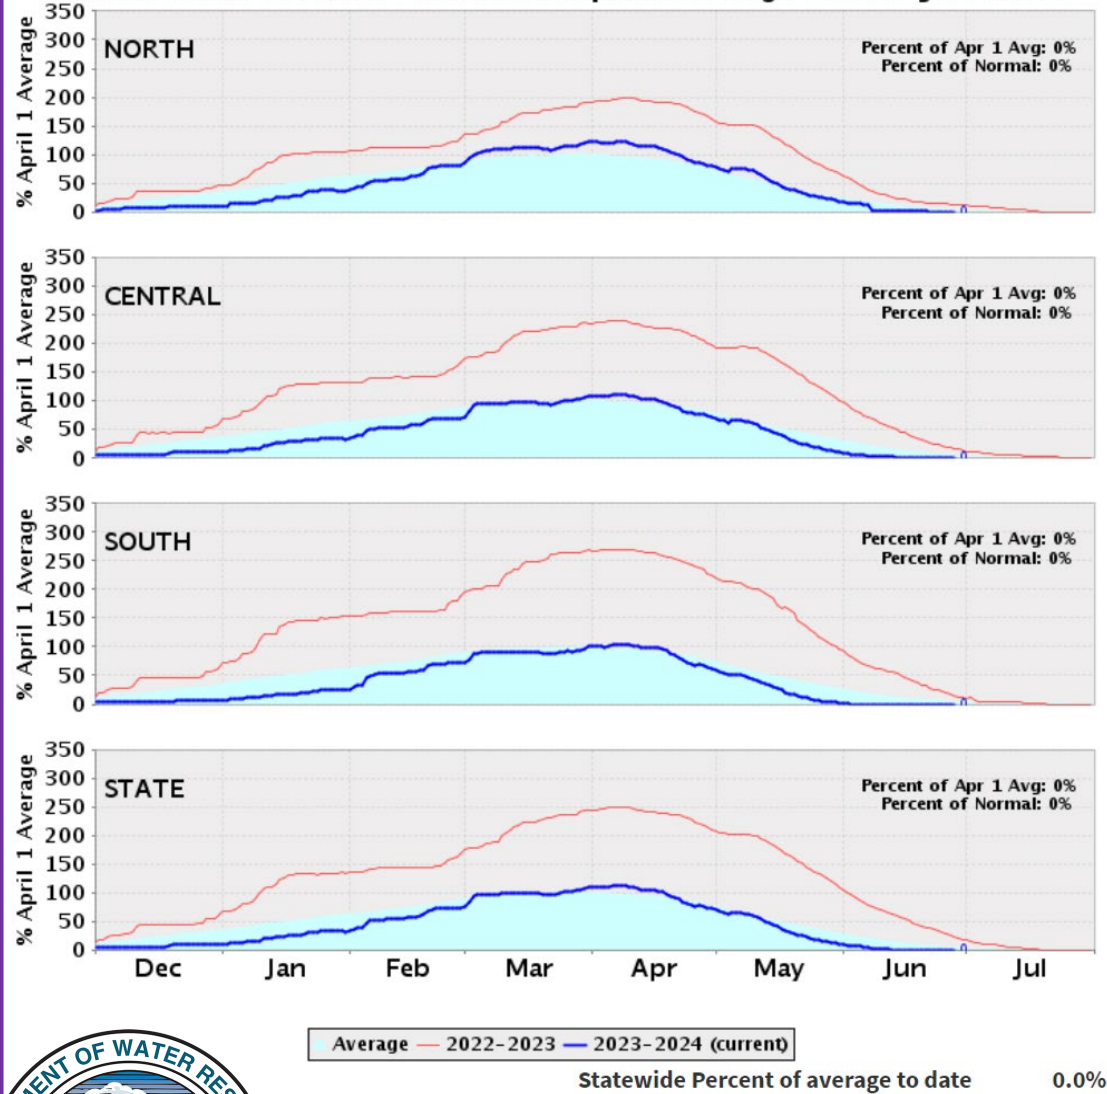 350
300
250
200
150
100
50
0
% April 1 Average
NORTH
Percent of Apr 1 Avg: 0%
Percent of Normal: 0%
350
300
250
200
150
100
50
0
% April 1 Average
CENTRAL
Percent of Apr 1 Avg: 0%
Percent of Normal: 0%
350
300
250
200
150
100
50
0
% April 1 Average
SOUTH
Percent of Apr 1 Avg: 0%
Percent of Normal: 0%
350
300
250
200
150
100
50
0
% April 1 Average
STATE
Percent of Apr 1 Avg: 0%
Percent of Normal: 0%
Dec Jan Feb Mar Apr May Jun Jul
Average 2022-2023 2023-2024 (current)
OF WATER
Statewide Percent of average to date 0.0%